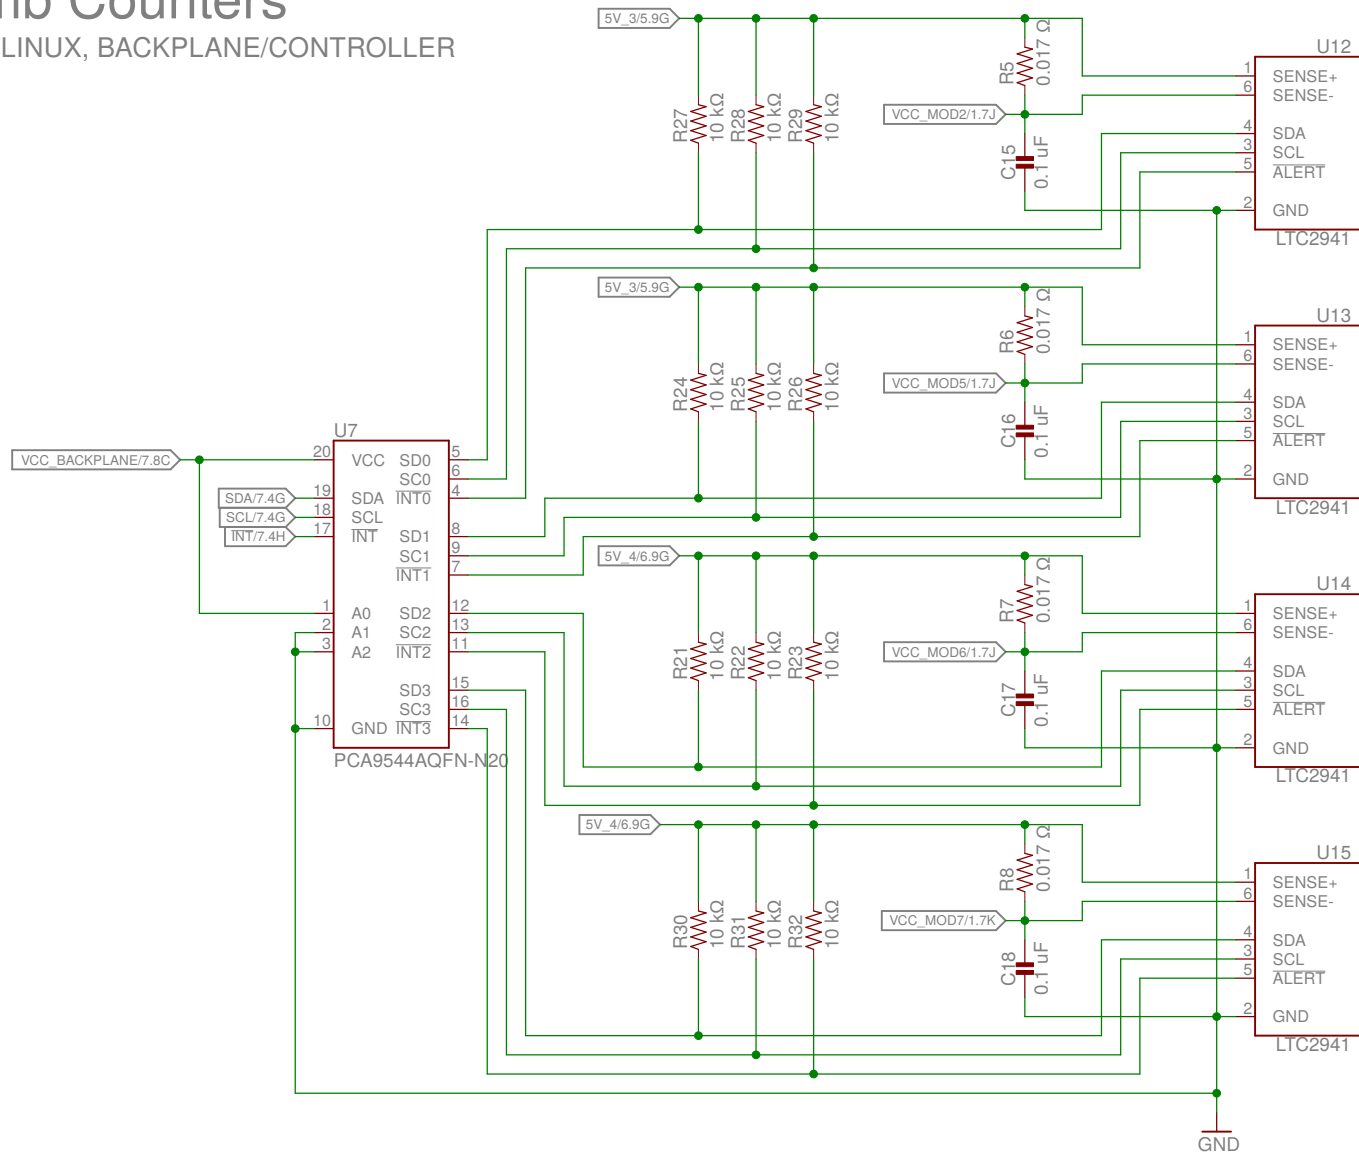 mb Counters
LINUX, BACKPLANE/CONTROLLER
5V_3/5.9G
R27
10 kΩ
R28
10 kΩ
R29
10 kΩ
R5
0.017 Ω
VCC_MOD2/1.7J
C15
0.1 uF
U12
1 SENSE+
6 SENSE-
4 SDA
3 SCL
5 ALERT
2 GND
LTC2941
5V_3/5.9G
R24
10 kΩ
R25
10 kΩ
R26
10 kΩ
R6
0.017 Ω
VCC_MOD5/1.7J
C16
0.1 uF
U13
1 SENSE+
6 SENSE-
4 SDA
3 SCL
5 ALERT
2 GND
LTC2941
U7
VCC_BACKPLANE/7.8C
20 VCC SD0 5
SC0 6
SDA/7.4G 19 SDA INT0 4
SCL/7.4G 18 SCL
INT/7.4H 17 INT SD1 8
SC1 9
INT1 7
1 A0 SD2 12
2 A1 SC2 13
3 A2 INT2 11
SD3 15
SC3 16
10 GND INT3 14
PCA9544AQFN-N20
5V_4/6.9G
R21
10 kΩ
R22
10 kΩ
R23
10 kΩ
R7
0.017 Ω
VCC_MOD6/1.7J
C17
0.1 uF
U14
1 SENSE+
6 SENSE-
4 SDA
3 SCL
5 ALERT
2 GND
LTC2941
5V_4/6.9G
R30
10 kΩ
R31
10 kΩ
R32
10 kΩ
R8
0.017 Ω
VCC_MOD7/1.7K
C18
0.1 uF
U15
1 SENSE+
6 SENSE-
4 SDA
3 SCL
5 ALERT
2 GND
LTC2941
GND